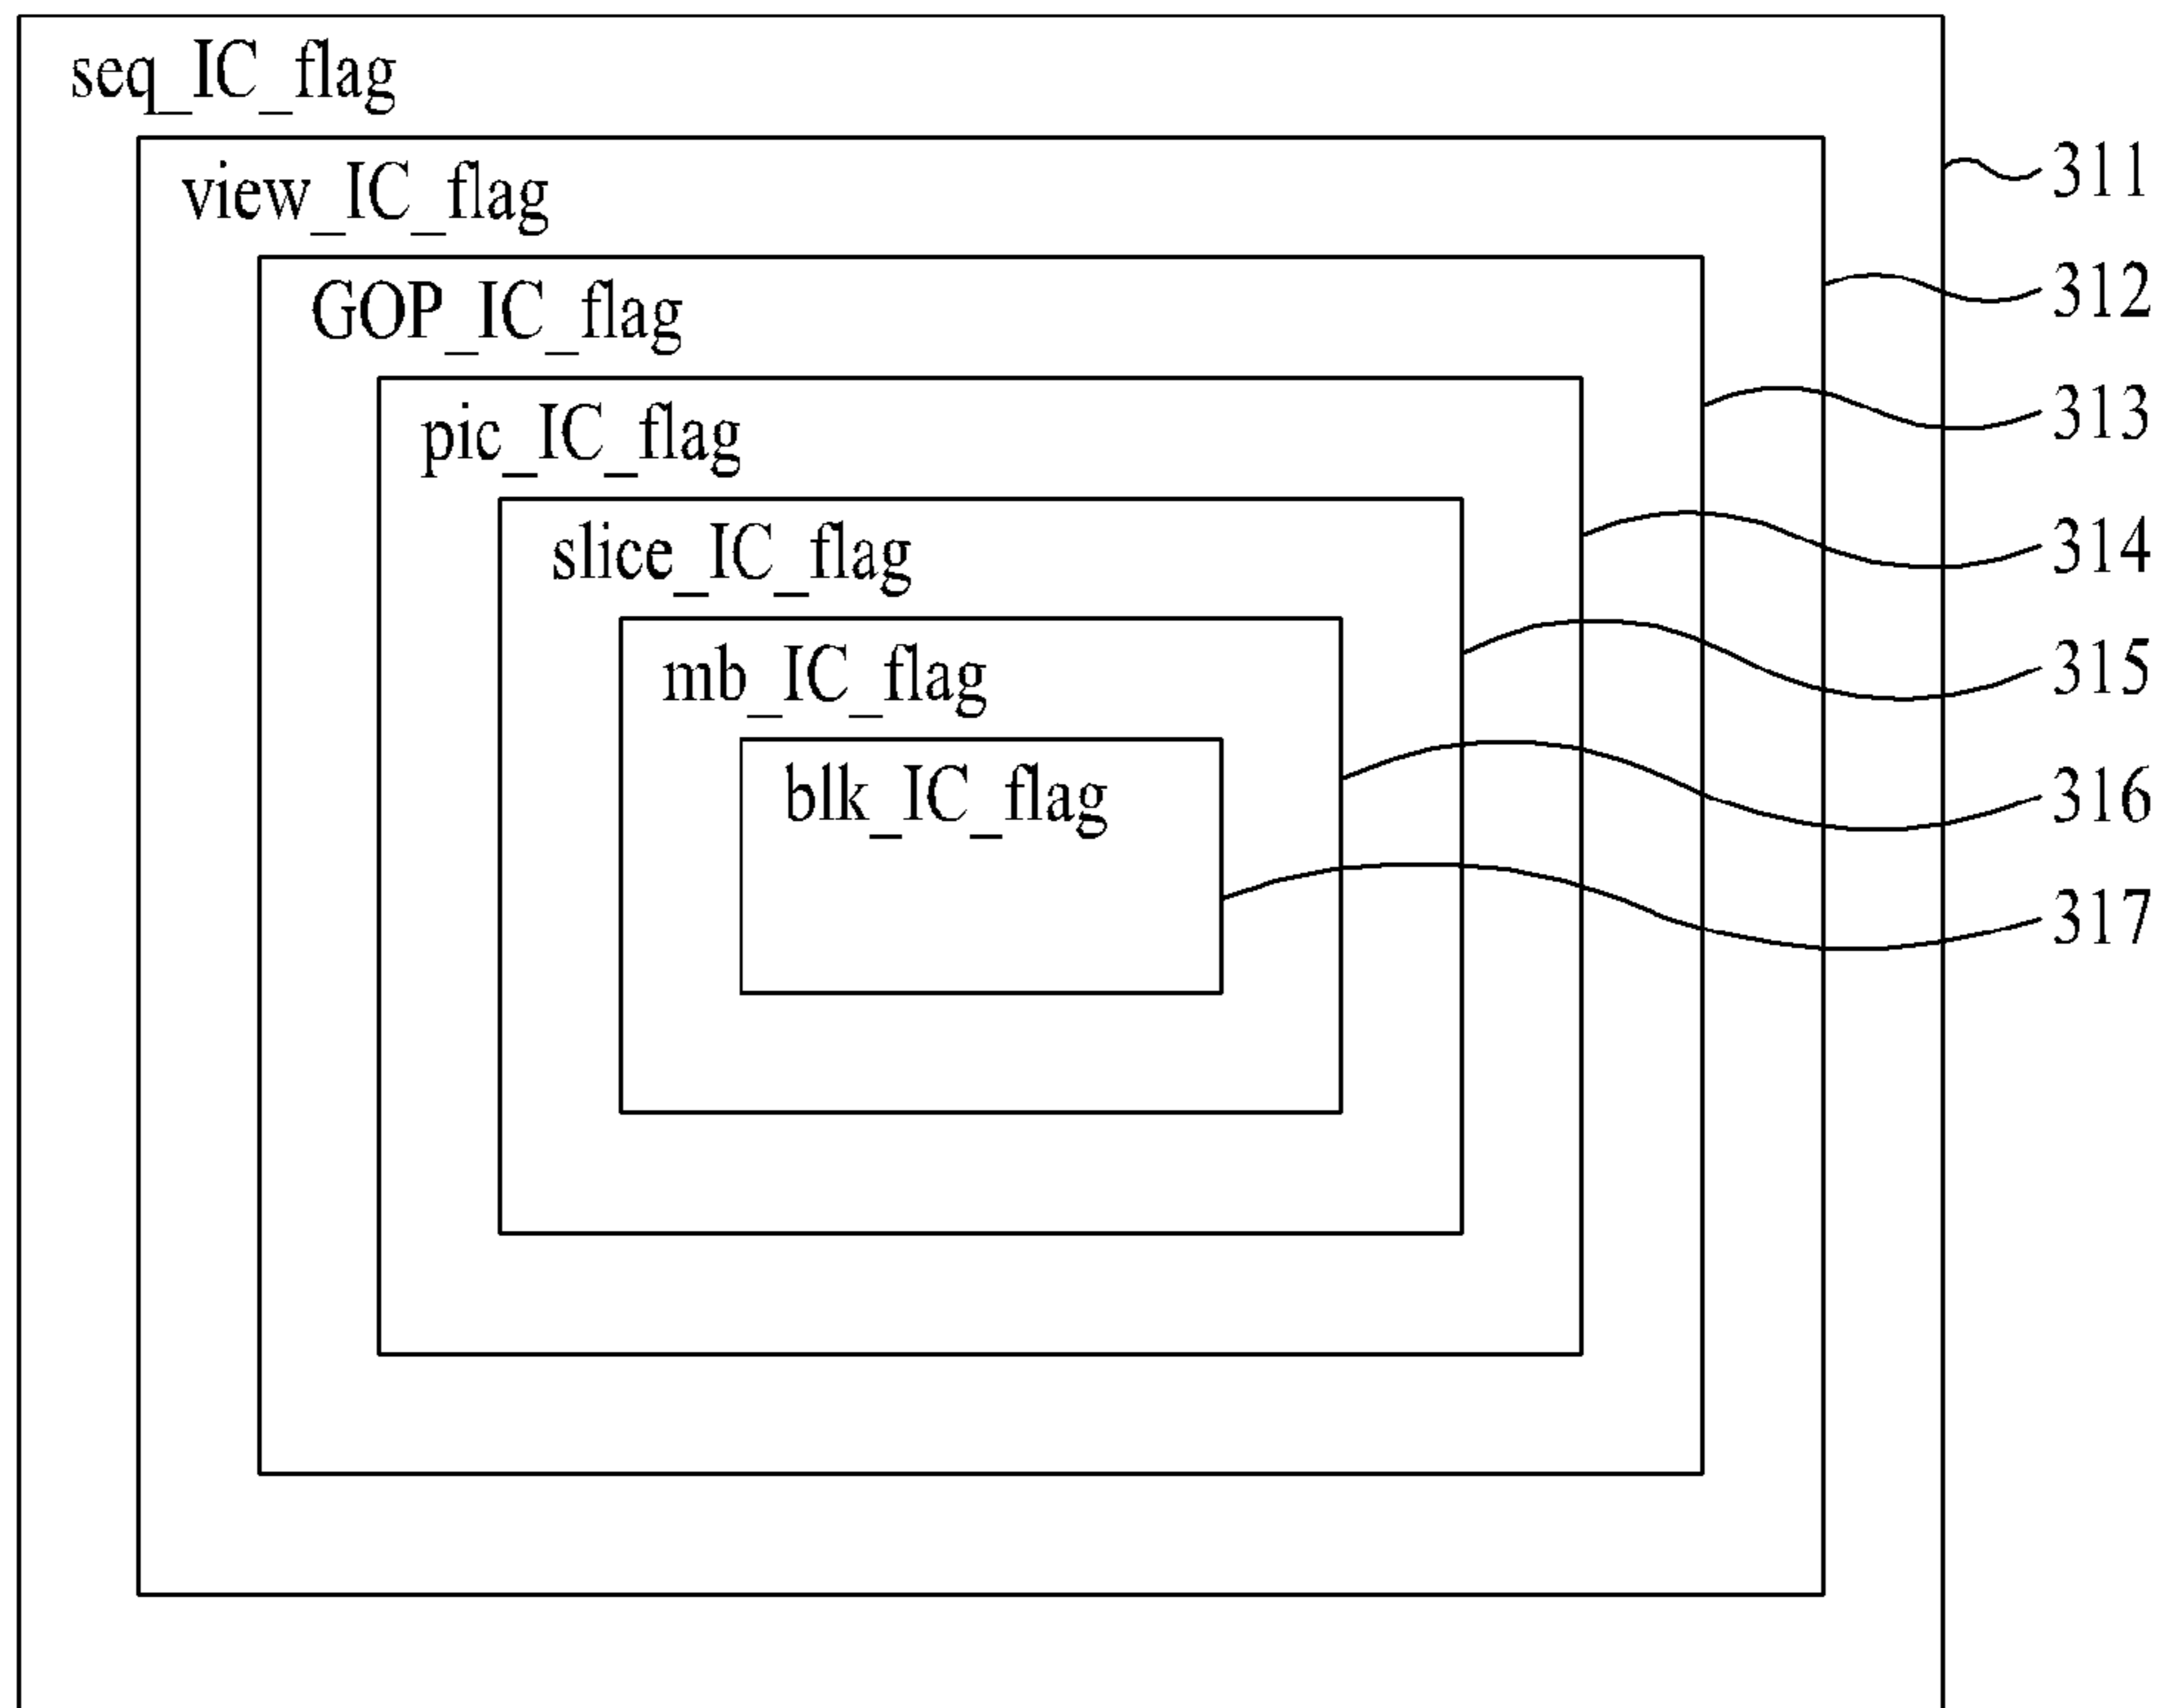 seq_IC_flag
view_IC_flag
311
GOP_IC_flag
312
pic_IC_flag
313
slice_IC_flag
314
mb_IC_flag
315
blk_IC_flag
316
317